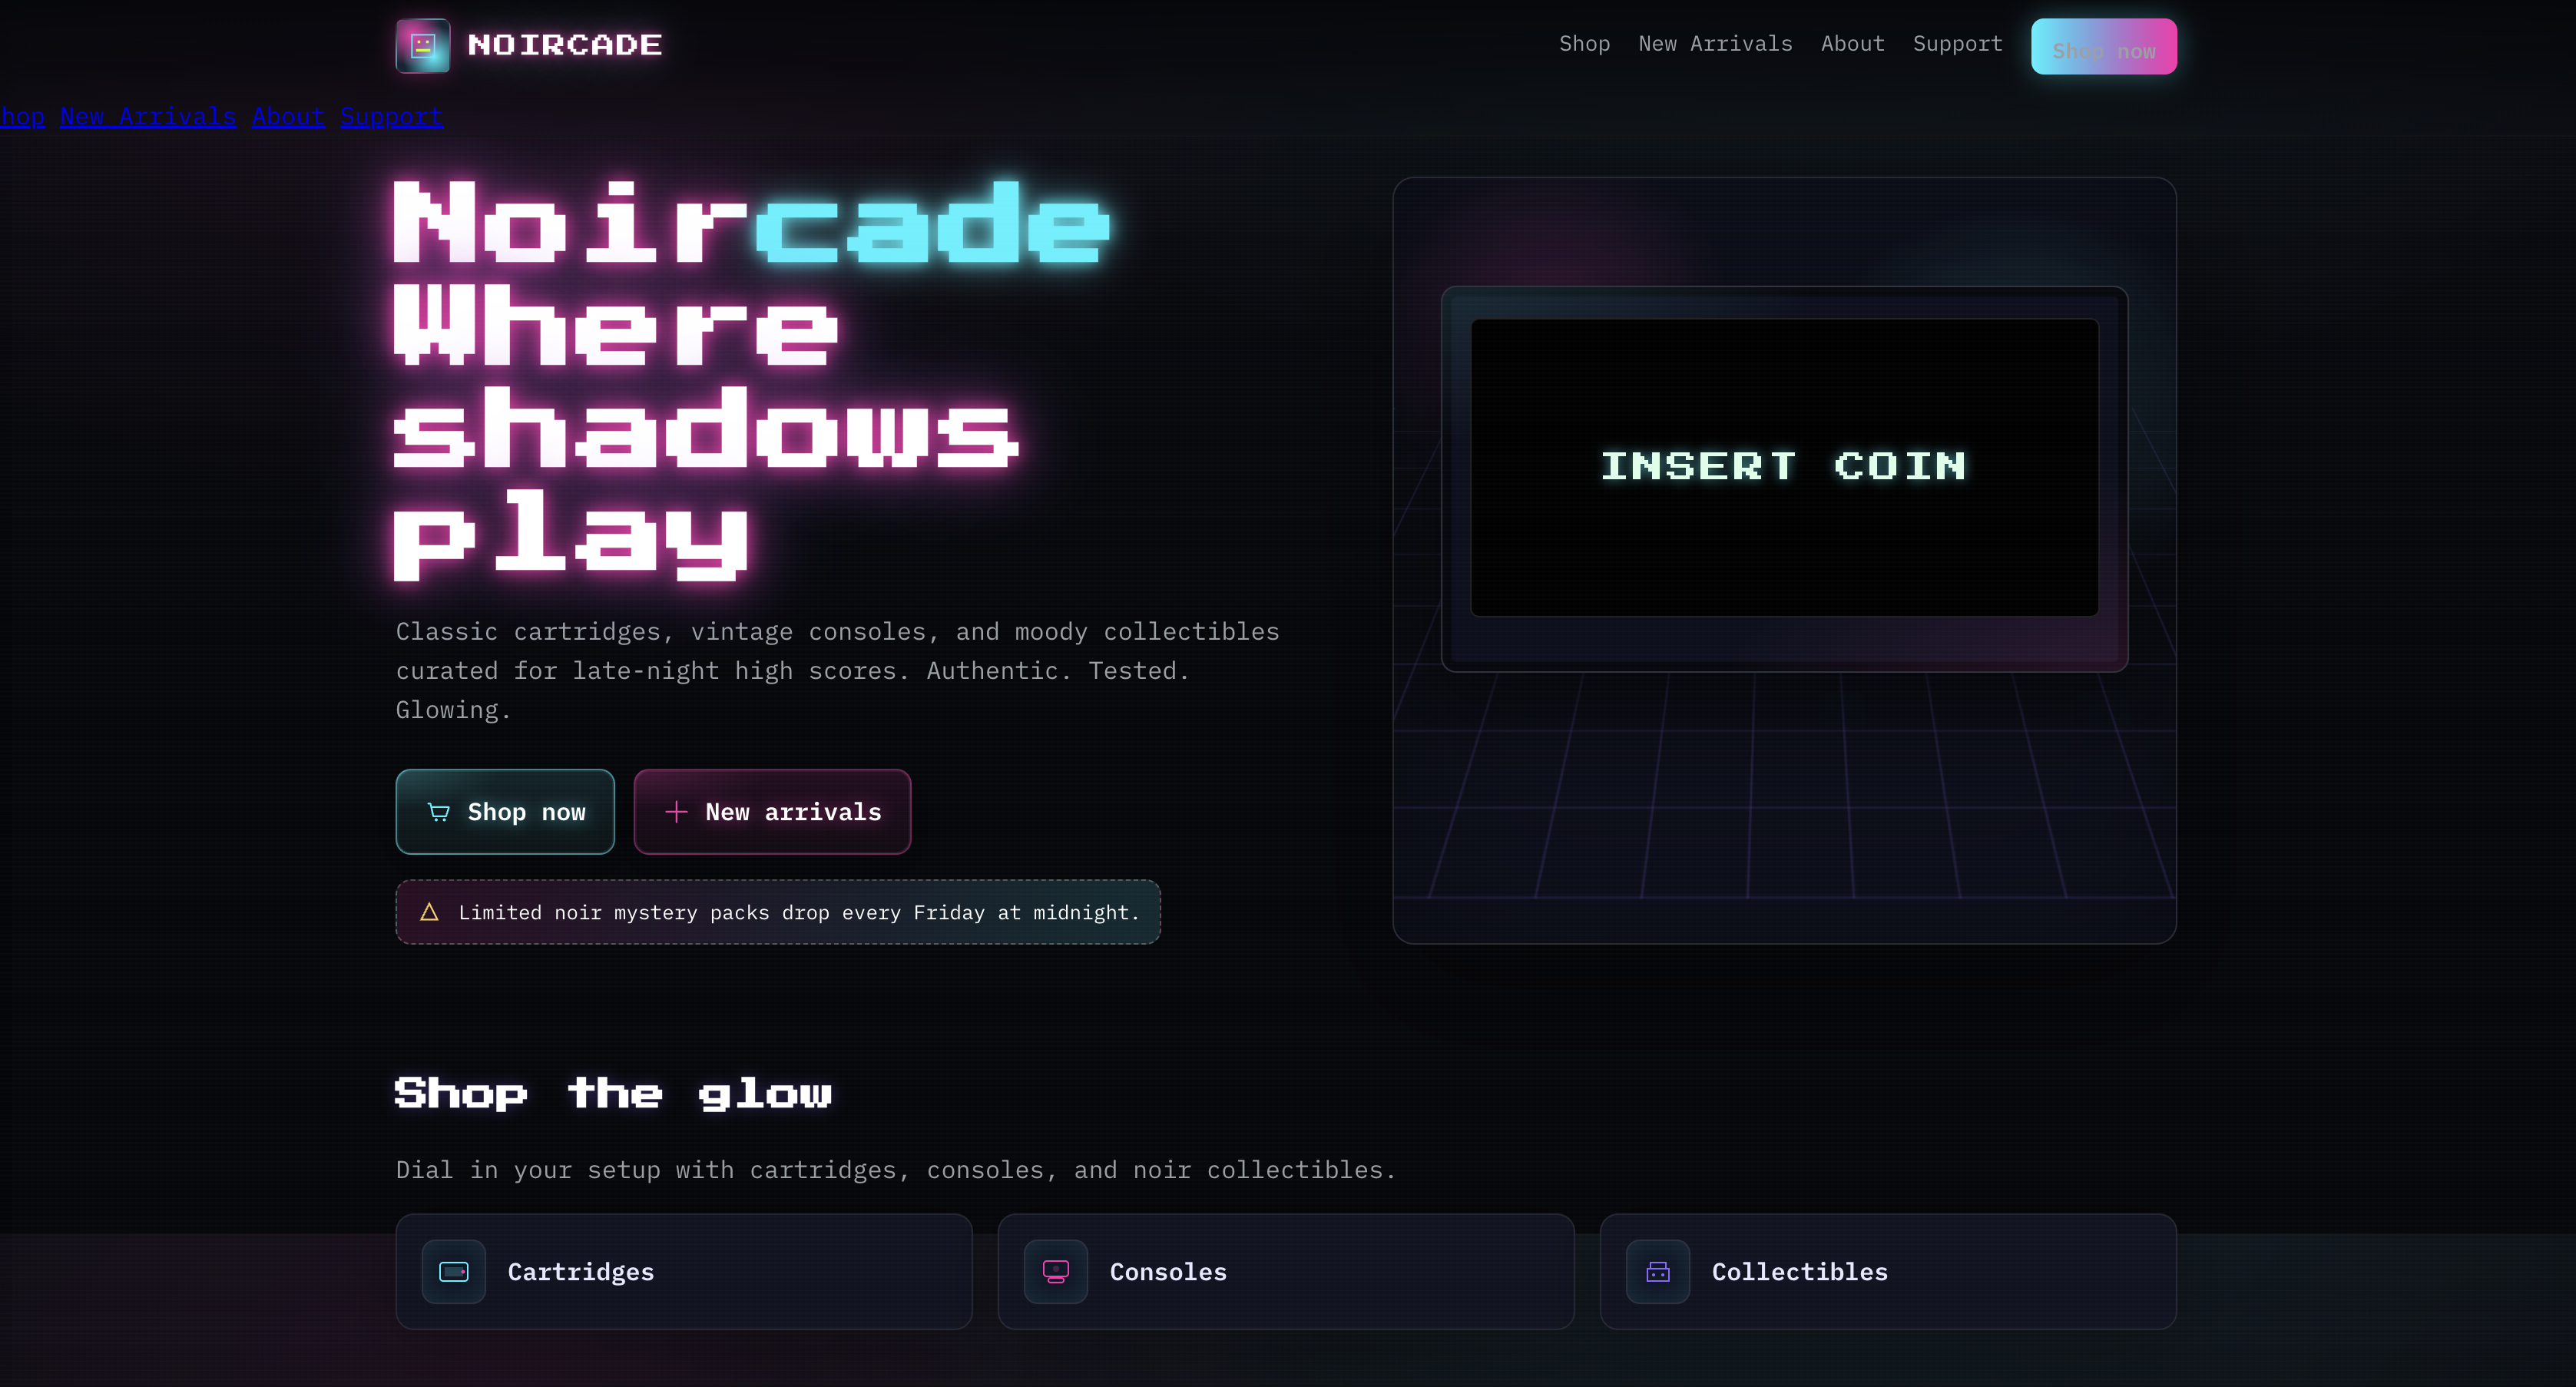 NOIRCADE
Shop New Arrivals About Support Shop now
hop New Arrivals About Support
Noircade
Where
shadows
play
INSERT COIN
Classic cartridges, vintage consoles, and moody collectibles
curated for late-night high scores. Authentic. Tested.
Glowing.
Shop now
New arrivals
Limited noir mystery packs drop every Friday at midnight.
Shop the glow
Dial in your setup with cartridges, consoles, and noir collectibles.
Cartridges
Consoles
Collectibles